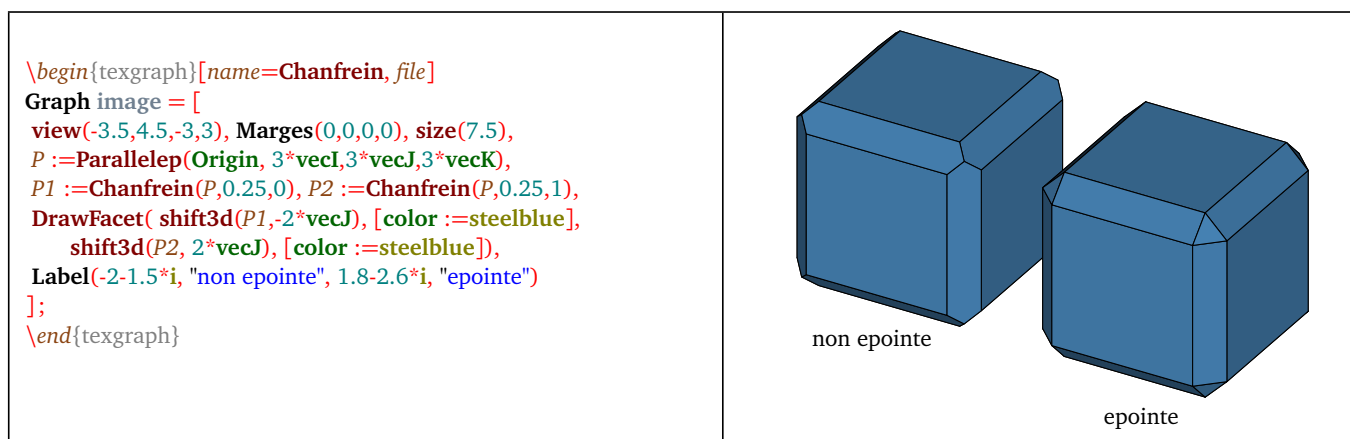 \begin{texgraph}[name=Chanfrein, file]
Graph image = [
view(-3.5,4.5,-3,3), Marges(0,0,0,0), size(7.5),
P :=Parallelep(Origin, 3*vecI,3*vecJ,3*vecK),
P1 :=Chanfrein(P,0.25,0), P2 :=Chanfrein(P,0.25,1),
DrawFacet( shift3d(P1,-2*vecJ), [color :=steelblue],
shift3d(P2, 2*vecJ), [color :=steelblue]),
Label(-2-1.5*i, "non epointe", 1.8-2.6*i, "epointe")
];
\end{texgraph}
non epointe
epointe